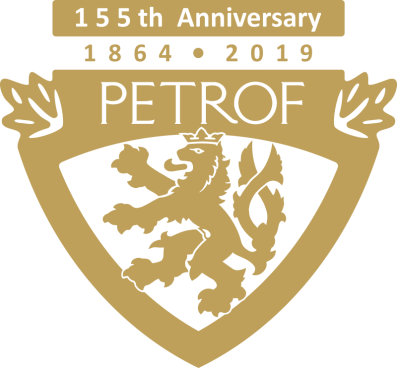 155th Anniversary
1864 • 2019
PETROF